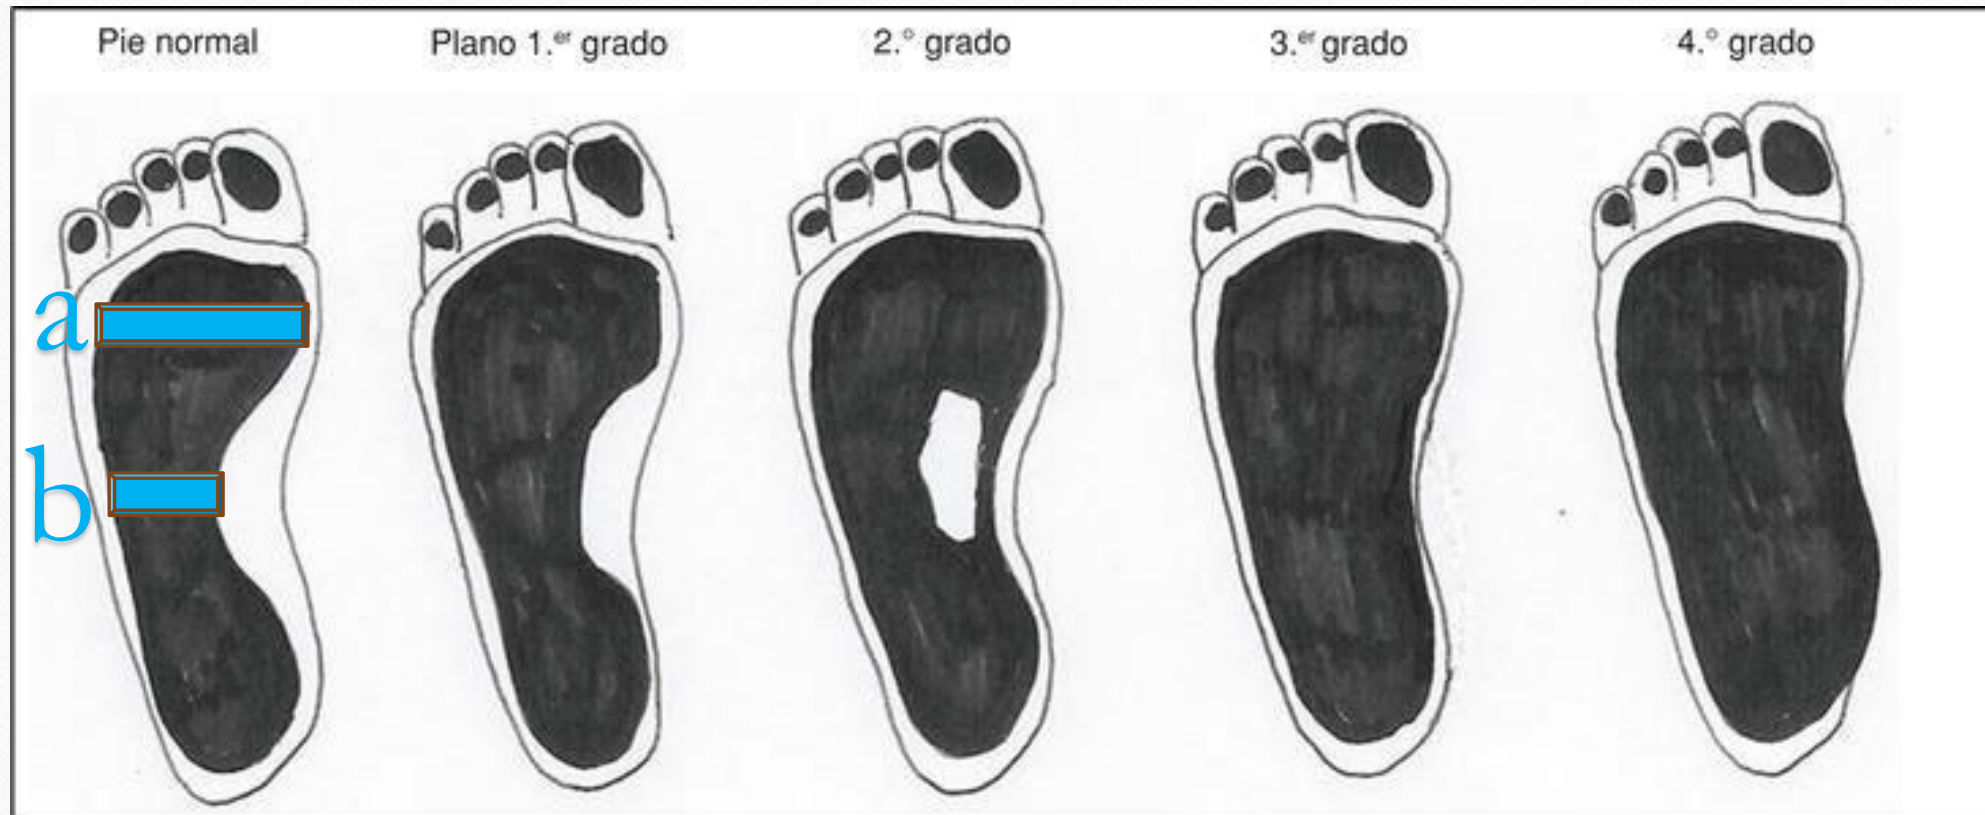 Pie normal
Plano 1.er grado
2.° grado
3.er grado
4.° grado
a
b